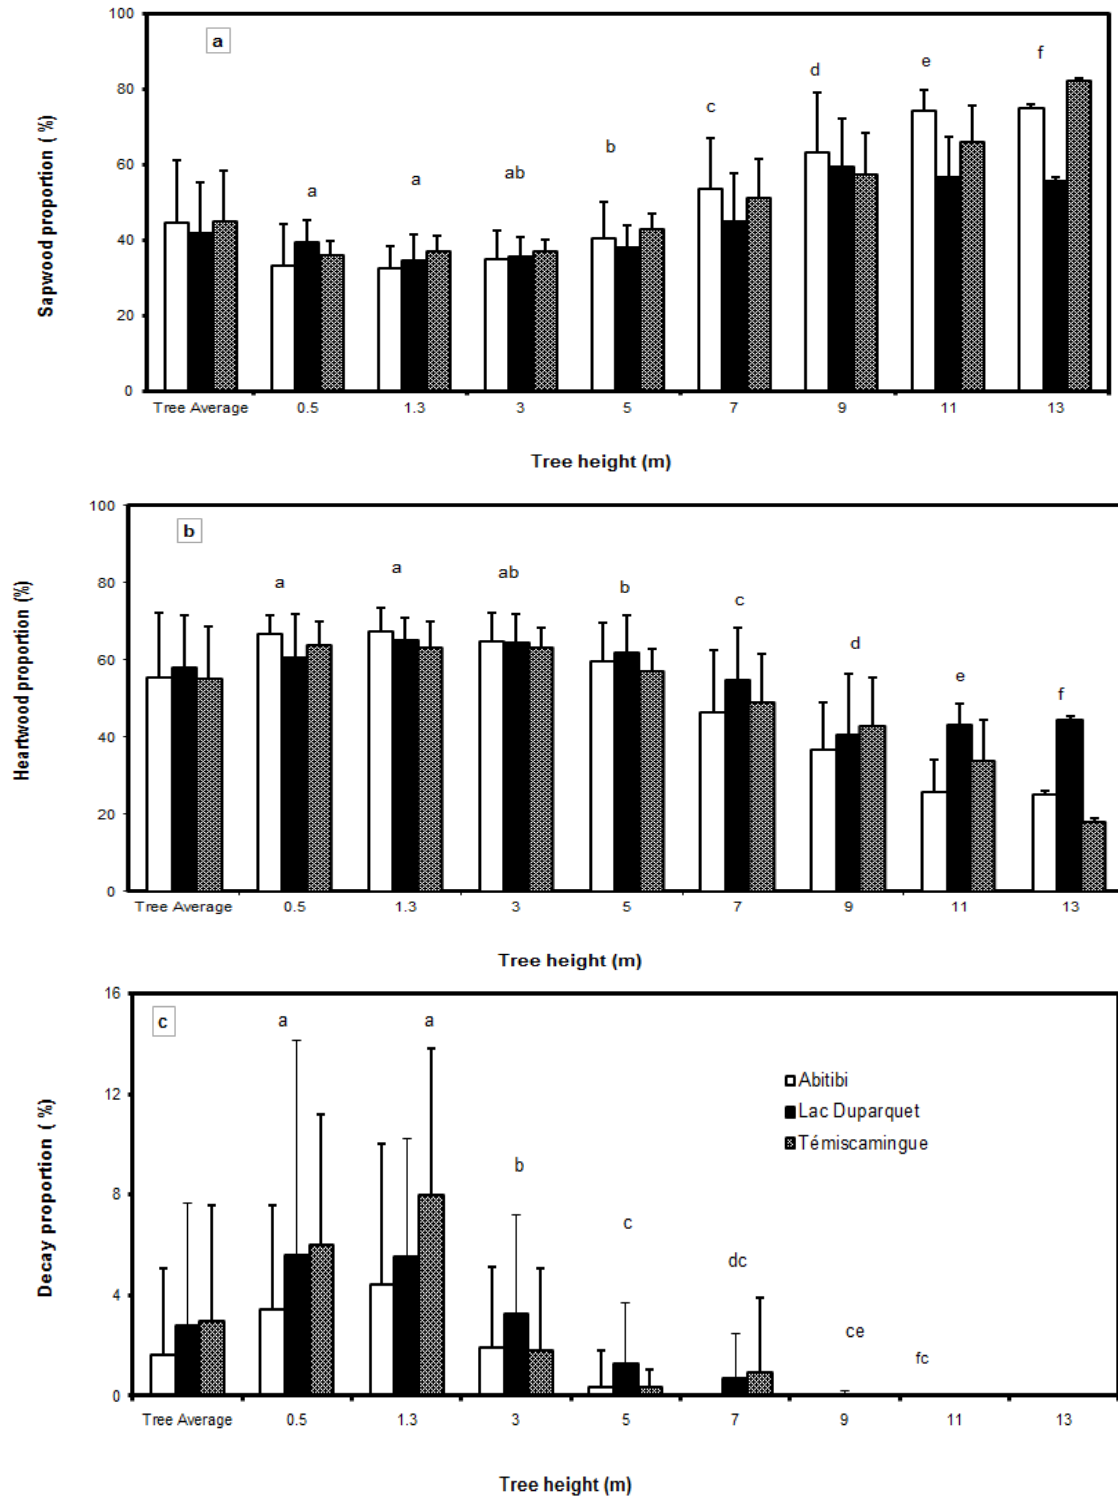 100
a
80
60
40
20
0
Sapwood proportion ( %)
a
a
ab
b
c
d
e
f
Tree Average 0.5 1.3 3 5 7 9 11 13
Tree height (m)
100
b
80
60
40
20
0
Heartwood proportion (%)
a
a
ab
b
c
d
e
f
Tree Average 0.5 1.3 3 5 7 9 11 13
Tree height (m)
16
c
12
8
4
0
Decay proportion ( %)
a
a
b
c
dc
ce
fc
Abitibi
Lac Duparquet
Témiscamingue
Tree Average 0.5 1.3 3 5 7 9 11 13
Tree height (m)